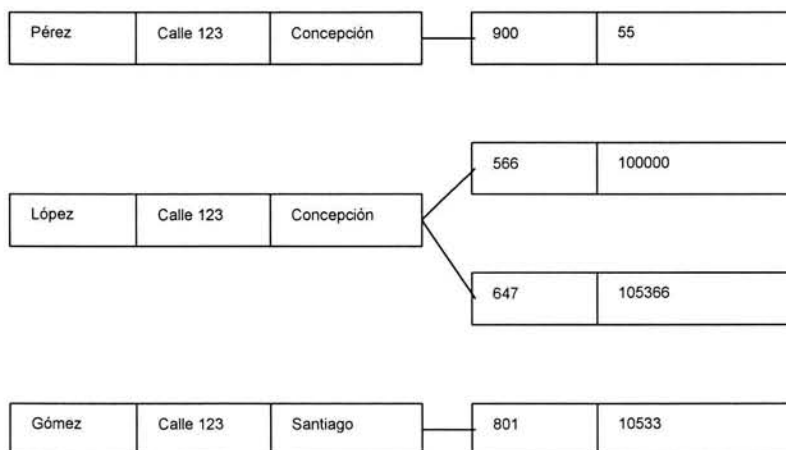 Pérez Calle 123 Concepción 900 55
566 100000
López Calle 123 Concepción
647 105366
Gómez Calle 123 Santiago 801 10533